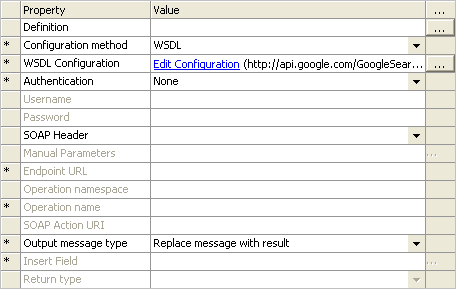 Property Value ...
Definition ...
* Configuration method WSDL
* WSDL Configuration Edit Configuration (http://api.google.com/GoogleSear... ...
* Authentication None
Username
Password
SOAP Header
Manual Parameters ...
* Endpoint URL
Operation namespace
* Operation name
SOAP Action URI
* Output message type Replace message with result
* Insert Field ...
Return type